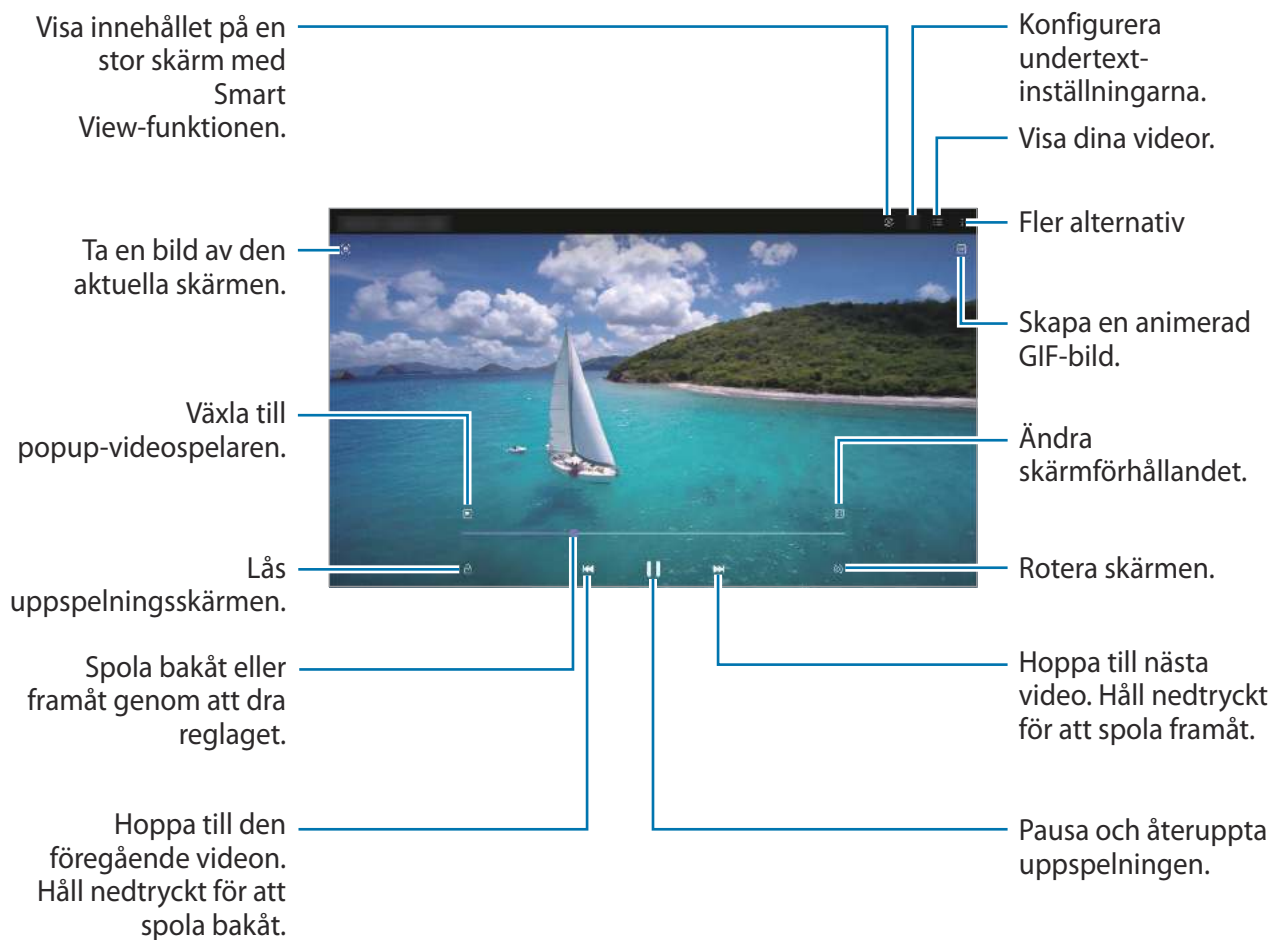 Visa innehållet på en
stor skärm med
Smart
View-funktionen.
Ta en bild av den
aktuella skärmen.
Växla till
popup-videospelaren.
Lås
uppspelningsskärmen.
Spola bakåt eller
framåt genom att dra
reglaget.
Hoppa till den
föregående videon.
Håll nedtryckt för att
spola bakåt.
Konfigurera
undertext-
inställningarna.
Visa dina videor.
Fler alternativ
Skapa en animerad
GIF-bild.
Ändra
skärmförhållandet.
Rotera skärmen.
Hoppa till nästa
video. Håll nedtryckt
för att spola framåt.
Pausa och återuppta
uppspelningen.